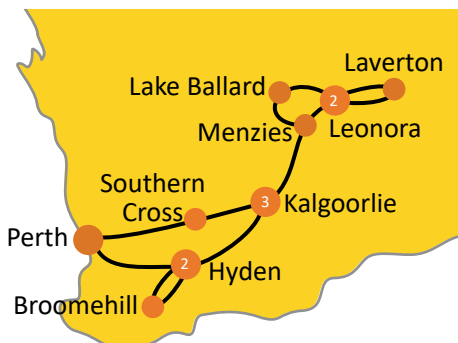 Laverton
Lake Ballard
2
Menzies
Leonora
Southern
Cross
3
Kalgoorlie
Perth
2
Hyden
Broomehill